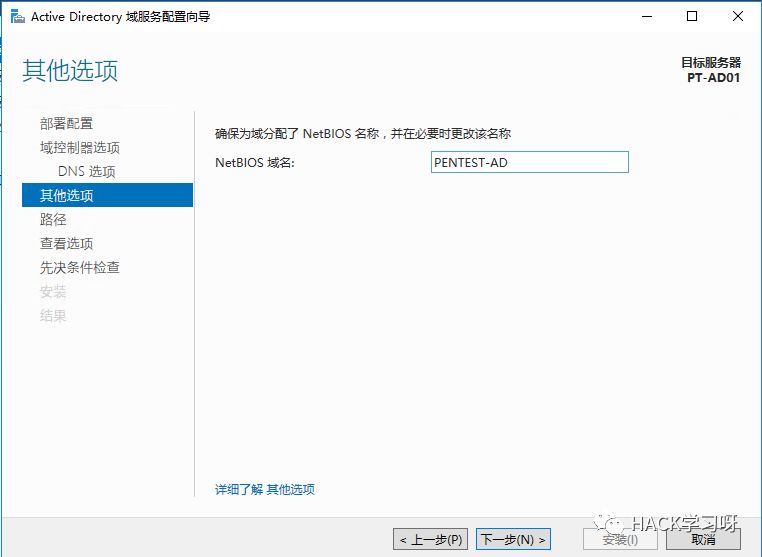 Active Directory 域服务配置向导
其他选项
目标服务器
PT-AD01
部署配置
域控制器选项
DNS 选项
其他选项
路径
查看选项
先决条件检查
安装
结果
确保为域分配了 NetBIOS 名称，并在必要时更改该名称
NetBIOS 域名:
PENTEST-AD
详细了解 其他选项
< 上一步(P)
下一步(N) >
安装(I)
取消
HACK学习呀